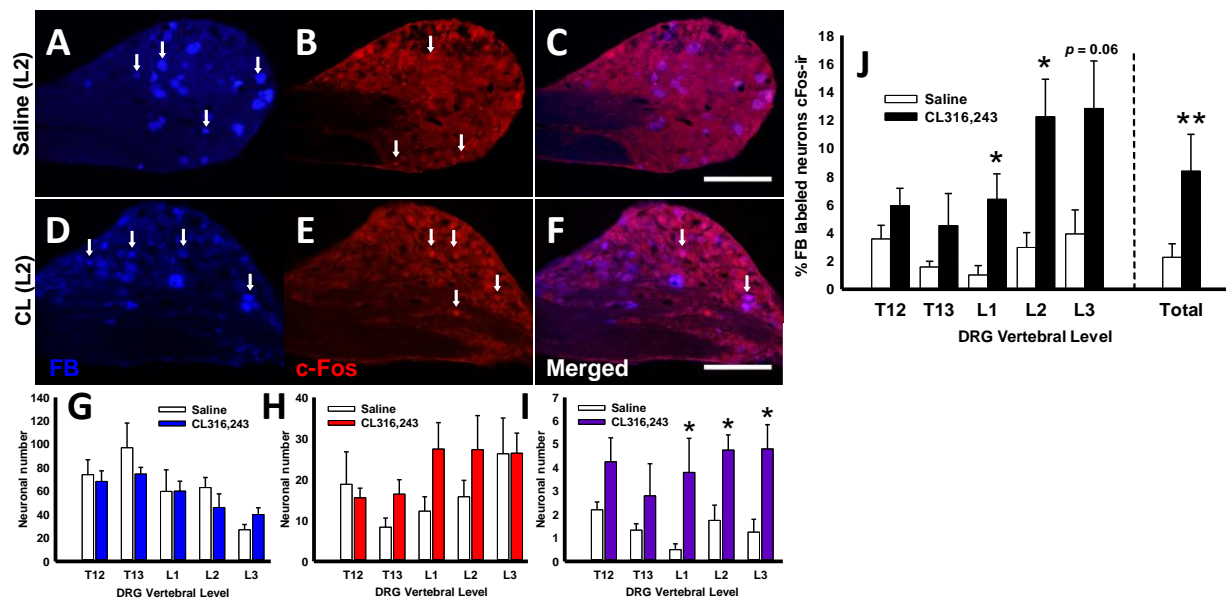 Saline (L2)
A
B
C
CL (L2)
D
E
F
FB
c-Fos
Merged
J
% FB labeled neurons cFos-ir
18
16
14
12
10
8
6
4
2
0
Saline
CL316,243
*
*
p = 0.06
**
T12 T13 L1 L2 L3 Total
DRG Vertebral Level
G
Neuronal number
140
120
100
80
60
40
20
0
Saline
CL316,243
T12 T13 L1 L2 L3
DRG Vertebral Level
H
Neuronal number
40
30
20
10
0
Saline
CL316,243
T12 T13 L1 L2 L3
DRG Vertebral Level
I
Neuronal number
7
6
5
4
3
2
1
0
Saline
CL316,243
* * *
T12 T13 L1 L2 L3
DRG Vertebral Level